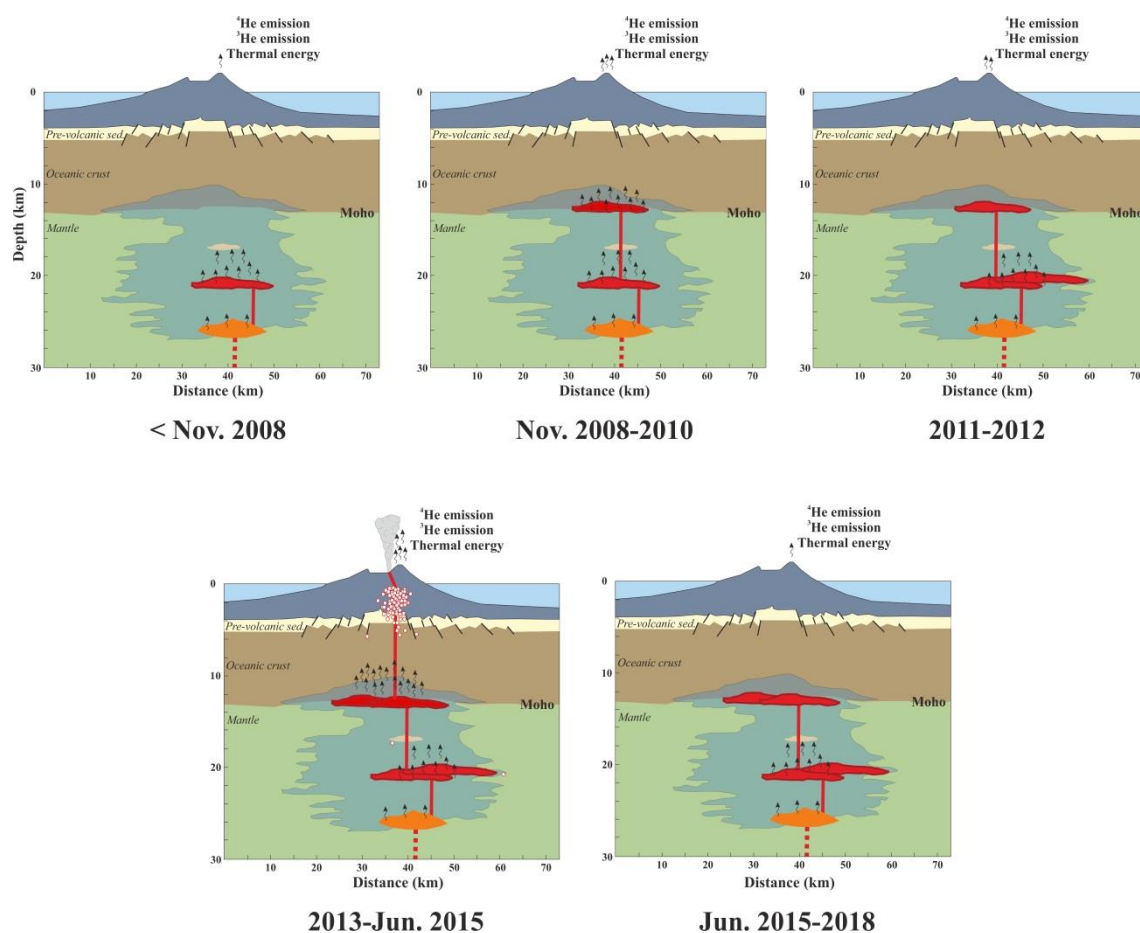 ⁴He emission
³He emission
Thermal energy
0
Pre-volcanic sed.
Oceanic crust
10
Moho
Mantle
20
30
Depth (km)
10 20 30 40 50 60 70
Distance (km)
< Nov. 2008
⁴He emission
³He emission
Thermal energy
0
Pre-volcanic sed.
Oceanic crust
10
Moho
Mantle
20
30
10 20 30 40 50 60 70
Distance (km)
Nov. 2008-2010
⁴He emission
³He emission
Thermal energy
0
Pre-volcanic sed.
Oceanic crust
10
Moho
Mantle
20
30
10 20 30 40 50 60 70
Distance (km)
2011-2012
⁴He emission
³He emission
Thermal energy
0
Pre-volcanic sed.
Oceanic crust
10
Moho
Mantle
20
30
10 20 30 40 50 60 70
Distance (km)
2013-Jun. 2015
⁴He emission
³He emission
Thermal energy
0
Pre-volcanic sed.
Oceanic crust
10
Moho
Mantle
20
30
10 20 30 40 50 60 70
Distance (km)
Jun. 2015-2018